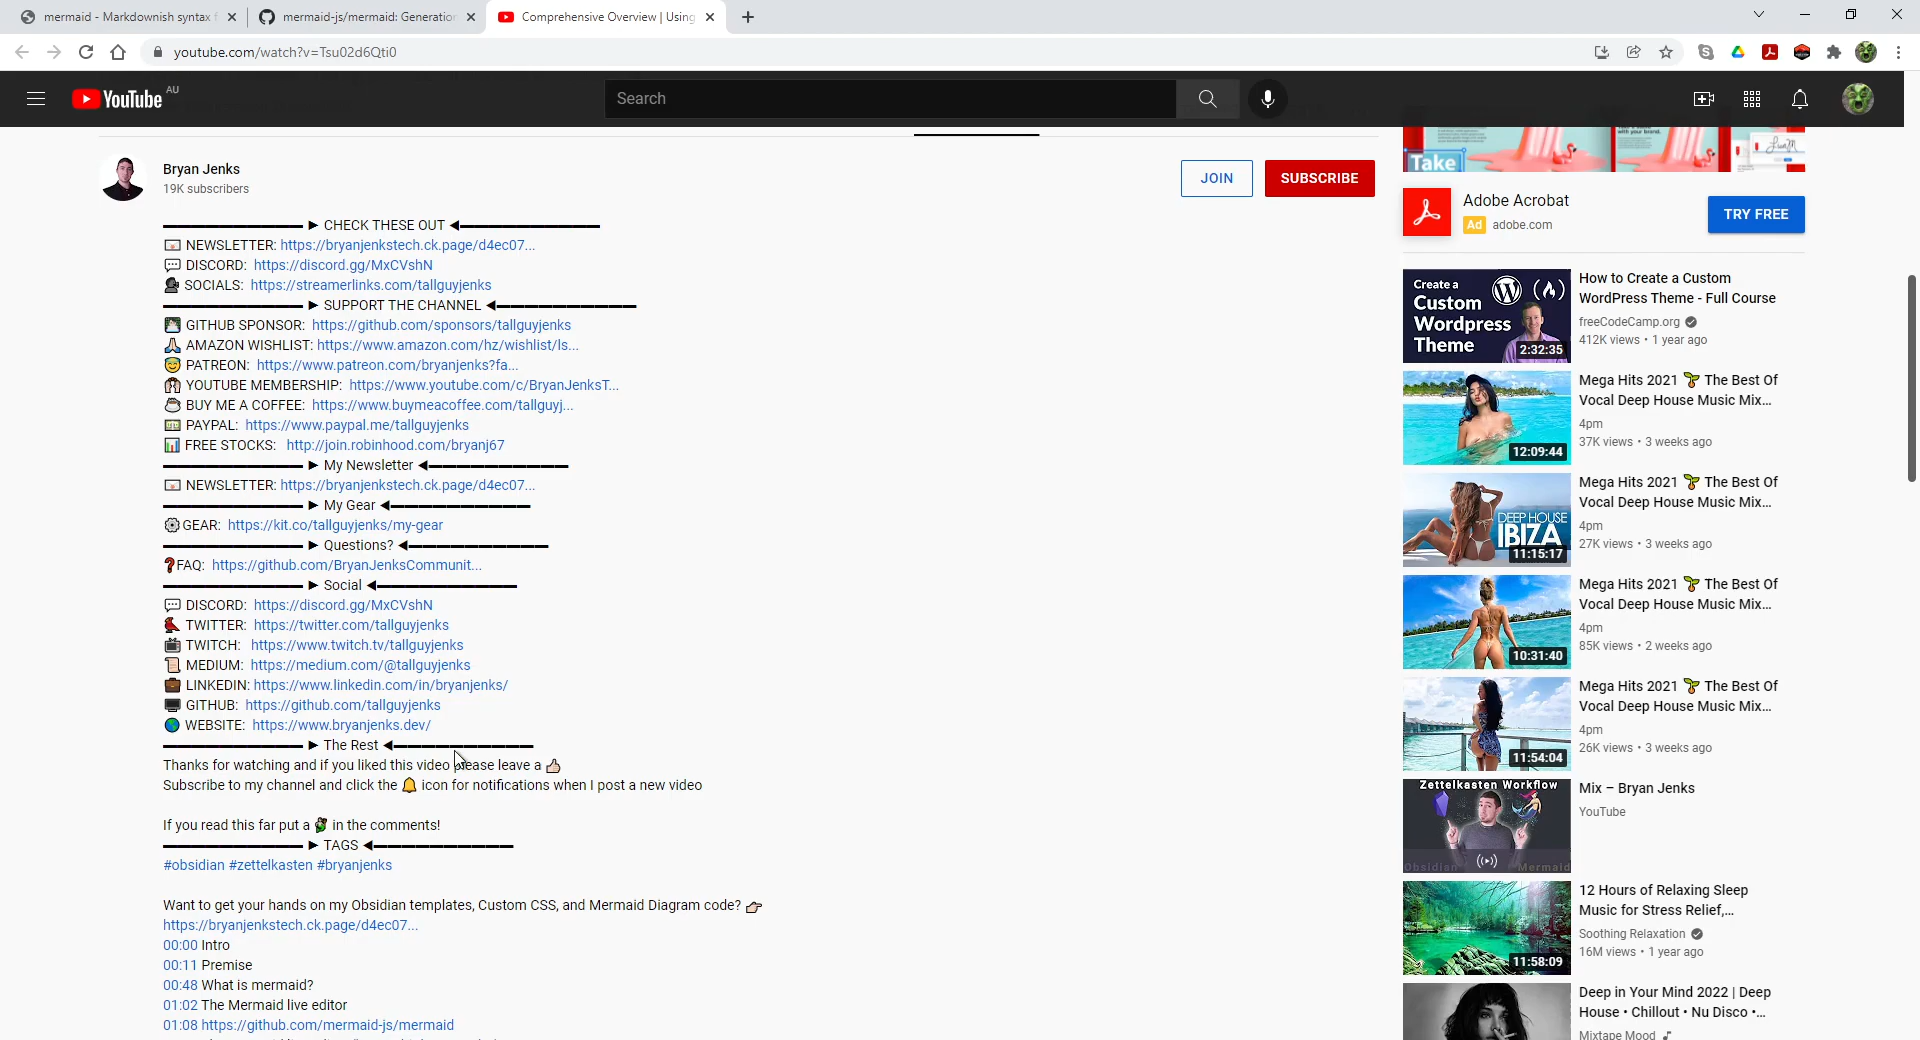 mermaid - Markdownish syntax f
mermaid-js/mermaid: Generation
Comprehensive Overview | Using
youtube.com/watch?v=Tsu02d6Qti0
YouTube AU
Search
Bryan Jenks
19K subscribers
JOIN
SUBSCRIBE
▬▬▬▬▬▬▬▬▬▬ ► CHECK THESE OUT ◄▬▬▬▬▬▬▬▬▬▬
NEWSLETTER: https://bryanjenkstech.ck.page/d4ec07...
DISCORD: https://discord.gg/MxCVshN
SOCIALS: https://streamerlinks.com/tallguyjenks
▬▬▬▬▬▬▬▬▬▬ ► SUPPORT THE CHANNEL ◄▬▬▬▬▬▬▬▬▬▬
GITHUB SPONSOR: https://github.com/sponsors/tallguyjenks
AMAZON WISHLIST: https://www.amazon.com/hz/wishlist/ls...
PATREON: https://www.patreon.com/bryanjenks?fa...
YOUTUBE MEMBERSHIP: https://www.youtube.com/c/BryanJenksT...
BUY ME A COFFEE: https://www.buymeacoffee.com/tallguyj...
PAYPAL: https://www.paypal.me/tallguyjenks
FREE STOCKS: http://join.robinhood.com/bryanj67
▬▬▬▬▬▬▬▬▬▬ ► My Newsletter ◄▬▬▬▬▬▬▬▬▬▬
NEWSLETTER: https://bryanjenkstech.ck.page/d4ec07...
▬▬▬▬▬▬▬▬▬▬ ► My Gear ◄▬▬▬▬▬▬▬▬▬▬
GEAR: https://kit.co/tallguyjenks/my-gear
▬▬▬▬▬▬▬▬▬▬ ► Questions? ◄▬▬▬▬▬▬▬▬▬▬
❓FAQ: https://github.com/BryanJenksCommunit...
▬▬▬▬▬▬▬▬▬▬ ► Social ◄▬▬▬▬▬▬▬▬▬▬
DISCORD: https://discord.gg/MxCVshN
TWITTER: https://twitter.com/tallguyjenks
TWITCH: https://www.twitch.tv/tallguyjenks
MEDIUM: https://medium.com/@tallguyjenks
LINKEDIN: https://www.linkedin.com/in/bryanjenks/
GITHUB: https://github.com/tallguyjenks
WEBSITE: https://www.bryanjenks.dev/
▬▬▬▬▬▬▬▬▬▬ ► The Rest ◄▬▬▬▬▬▬▬▬▬▬
Thanks for watching and if you liked this video please leave a 👍
Subscribe to my channel and click the 🔔 icon for notifications when I post a new video
If you read this far put a in the comments!
▬▬▬▬▬▬▬▬▬▬ ► TAGS ◄▬▬▬▬▬▬▬▬▬▬
#obsidian #zettelkasten #bryanjenks
Want to get your hands on my Obsidian templates, Custom CSS, and Mermaid Diagram code? 👉
https://bryanjenkstech.ck.page/d4ec07...
00:00 Intro
00:11 Premise
00:48 What is mermaid?
01:02 The Mermaid live editor
01:08 https://github.com/mermaid-js/mermaid
Take
Adobe Acrobat
Ad adobe.com
TRY FREE
Create a
Custom
Wordpress
Theme
2:32:35
How to Create a Custom
WordPress Theme - Full Course
freeCodeCamp.org
412K views • 1 year ago
12:09:44
Mega Hits 2021 🌱 The Best Of
Vocal Deep House Music Mix...
4pm
37K views • 3 weeks ago
DEEP HOUSE
IBIZA
11:15:17
Mega Hits 2021 🌱 The Best Of
Vocal Deep House Music Mix...
4pm
27K views • 3 weeks ago
10:31:40
Mega Hits 2021 🌱 The Best Of
Vocal Deep House Music Mix...
4pm
85K views • 2 weeks ago
11:54:04
Mega Hits 2021 🌱 The Best Of
Vocal Deep House Music Mix...
4pm
26K views • 3 weeks ago
Zettelkasten Workflow
Obsidian Mermaid
Mix – Bryan Jenks
YouTube
11:58:09
12 Hours of Relaxing Sleep
Music for Stress Relief,...
Soothing Relaxation
16M views • 1 year ago
Deep in Your Mind 2022 | Deep
House • Chillout • Nu Disco •...
Mixtape Mood